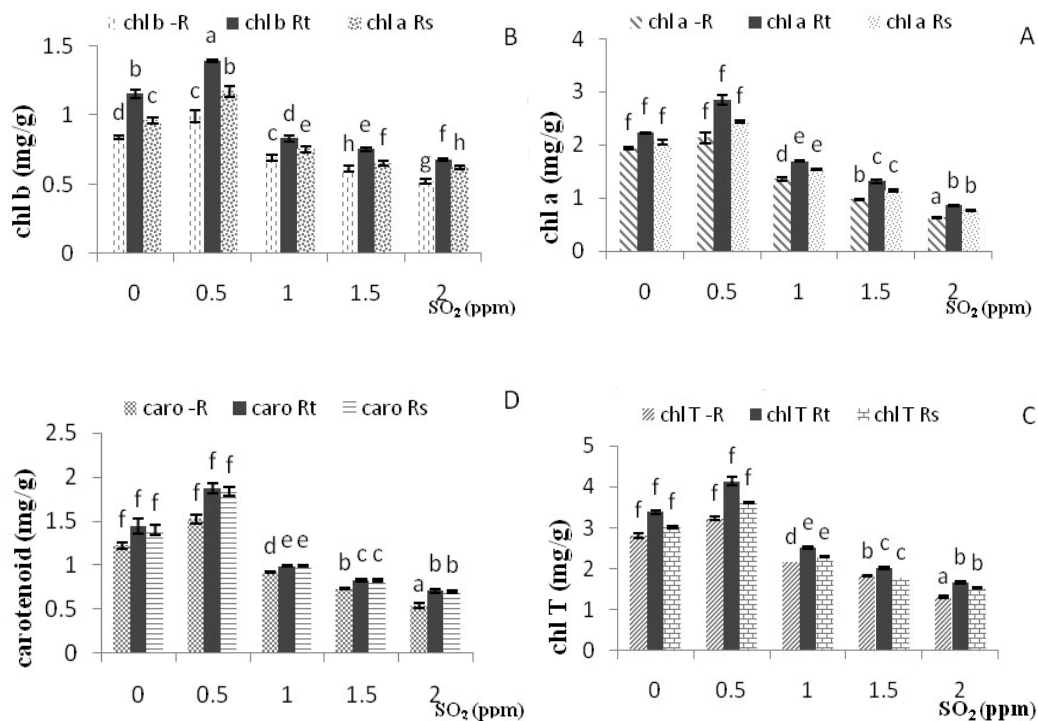 chl b -R chl b Rt chl a Rs B
chl b (mg/g)
1.5
1
0.5
0
d b c
c a b
c d e
h e f
g f h
0 0.5 1 1.5 2
SO2 (ppm)
chl a -R chl a Rt chl a Rs A
chl a (mg/g)
4
3
2
1
0
f f f
f f f
d e e
b c c
a b b
0 0.5 1 1.5 2
SO2 (ppm)
caro -R caro Rt caro Rs D
carotenoid (mg/g)
2.5
2
1.5
1
0.5
0
f f f
f f f
d e e
b c c
a b b
0 0.5 1 1.5 2
SO2 (ppm)
chl T -R chl T Rt chl T Rs C
chl T (mg/g)
5
4
3
2
1
0
f f f
f f f
d e e
b c c
a b b
0 0.5 1 1.5 2
SO2 (ppm)